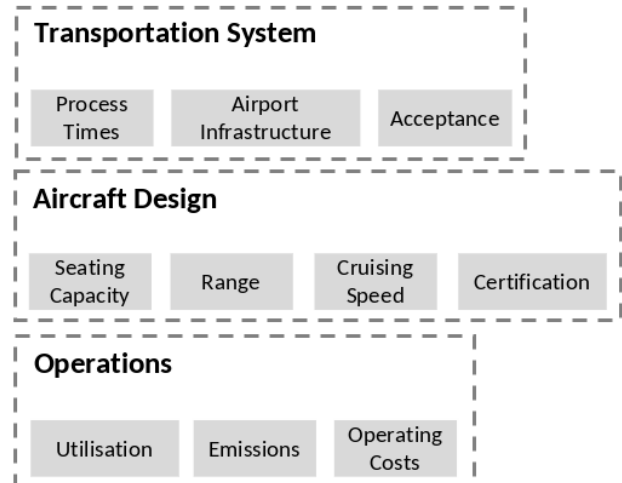 Transportation System
Process
Times
Airport
Infrastructure
Acceptance
Aircraft Design
Seating
Capacity
Range
Cruising
Speed
Certification
Operations
Utilisation
Emissions
Operating
Costs